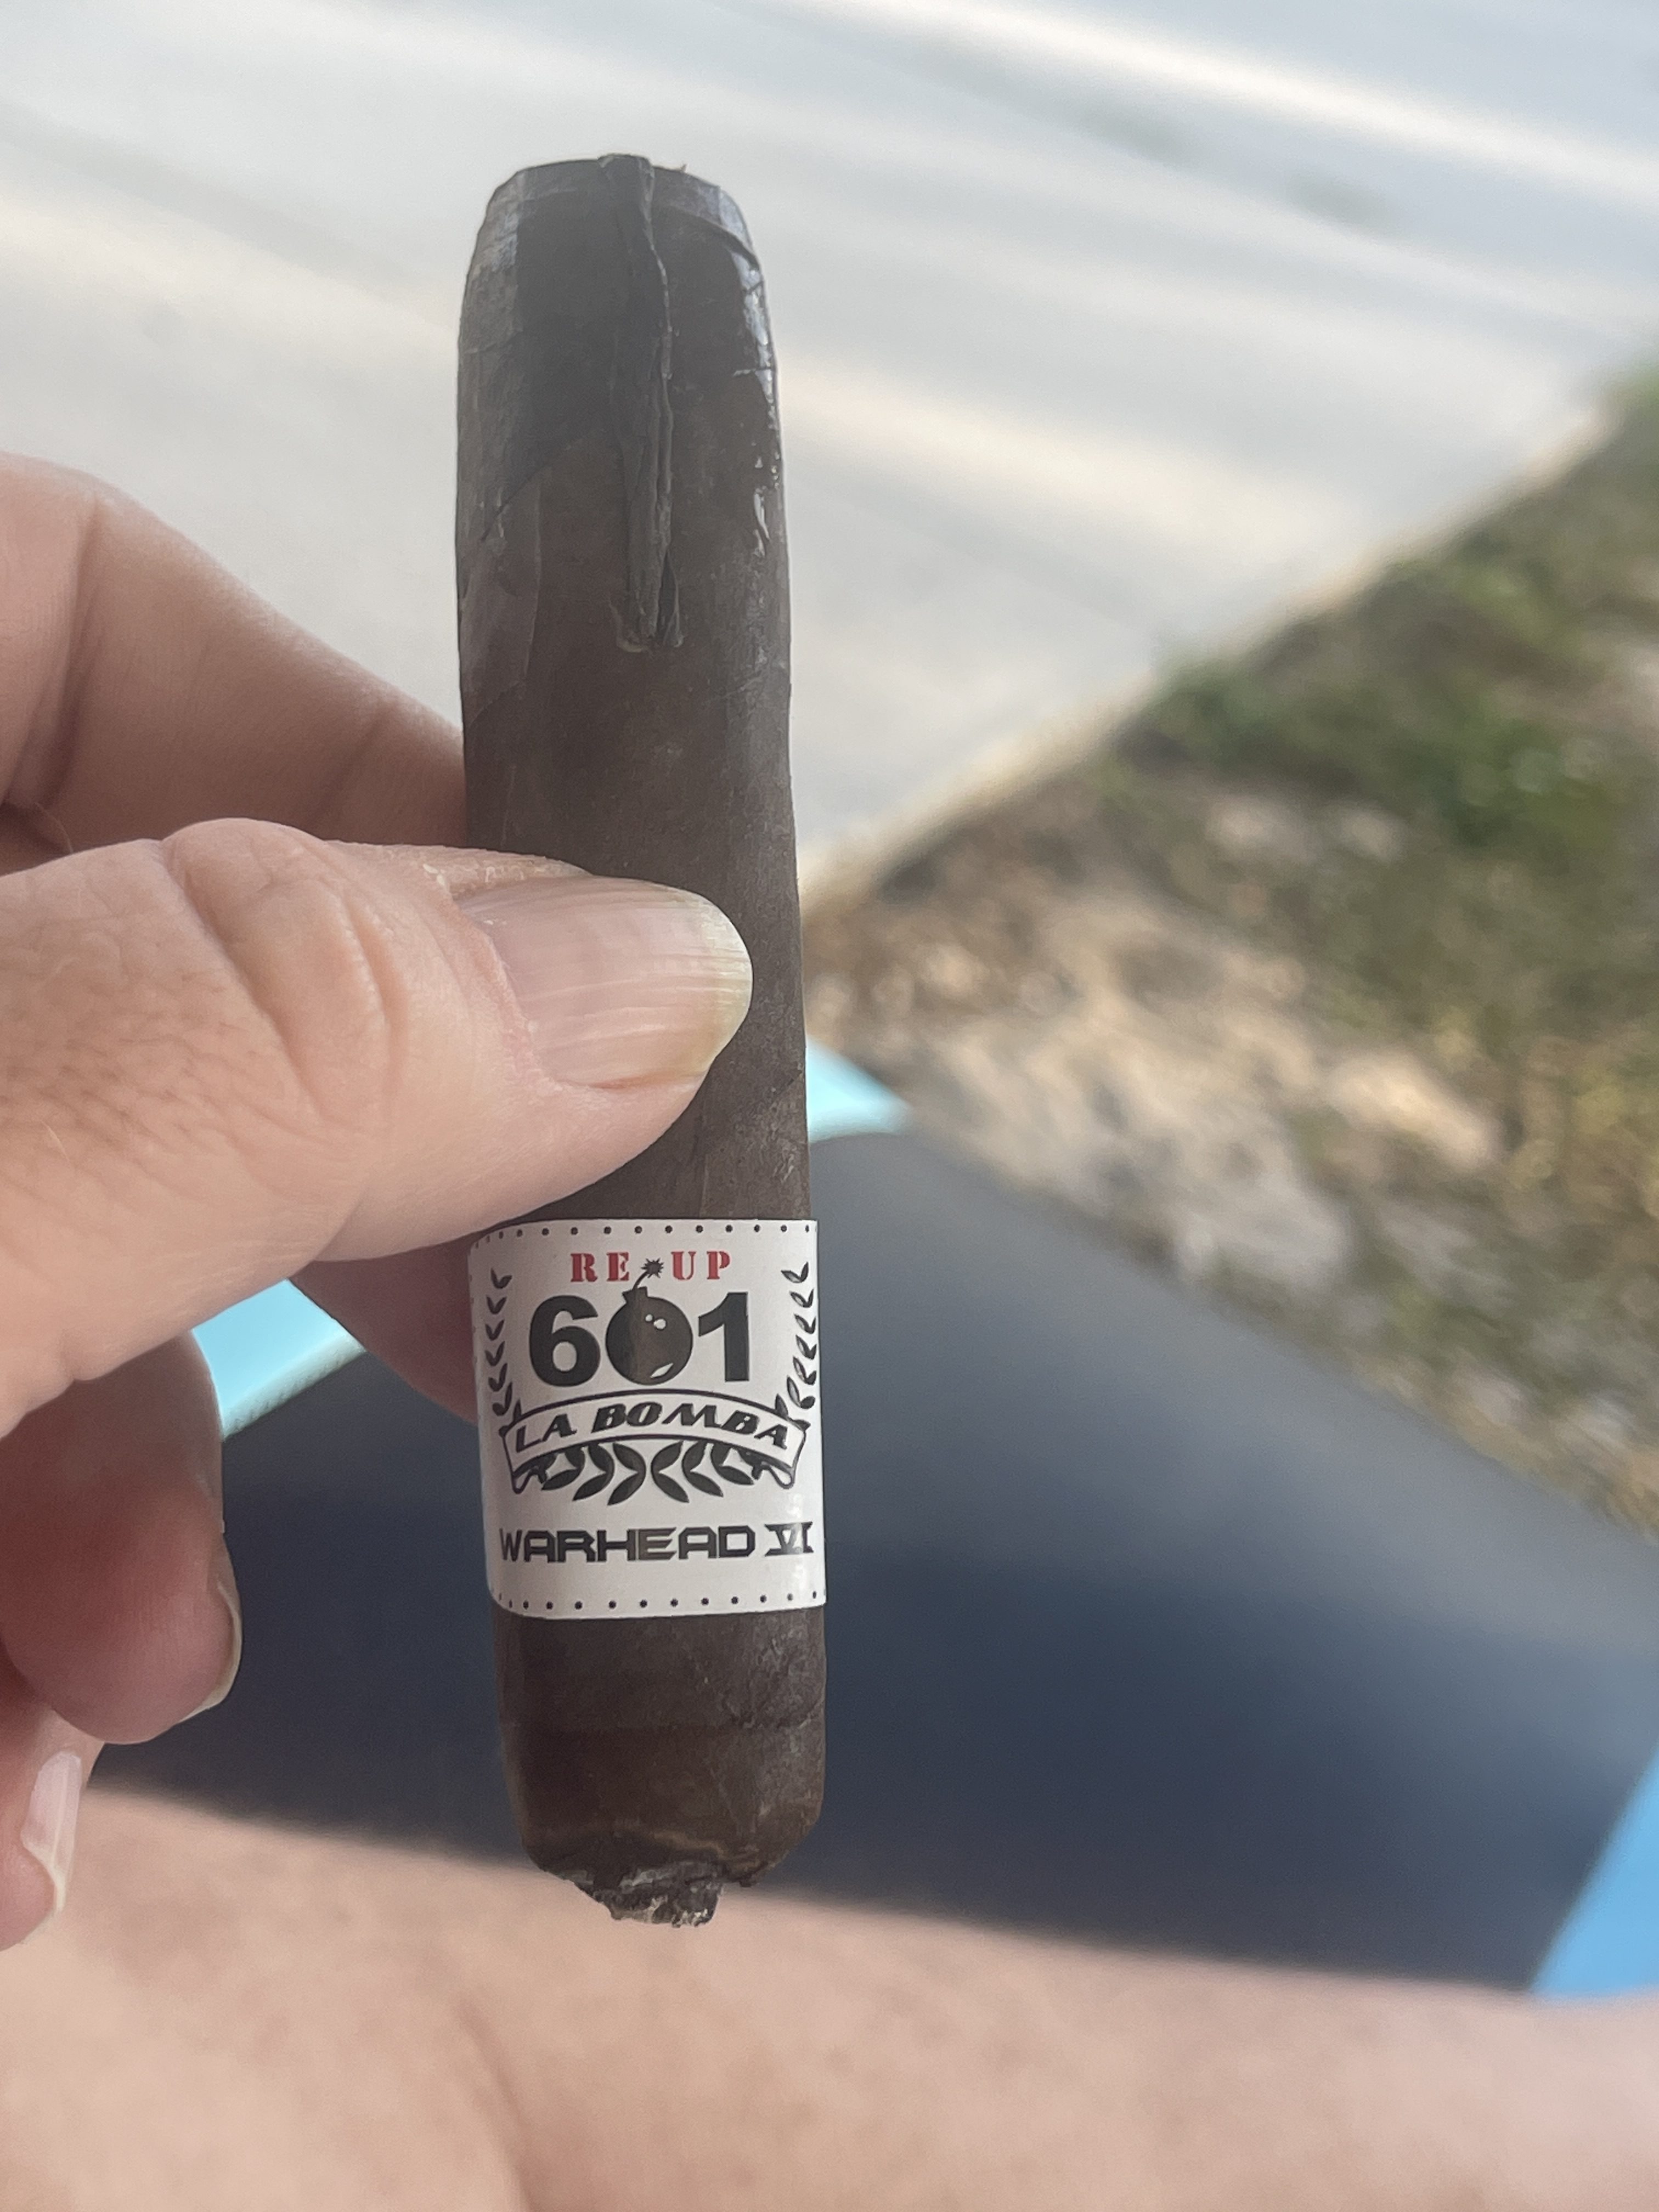 RE UP
601
LA BOMBA
WARHEAD VI